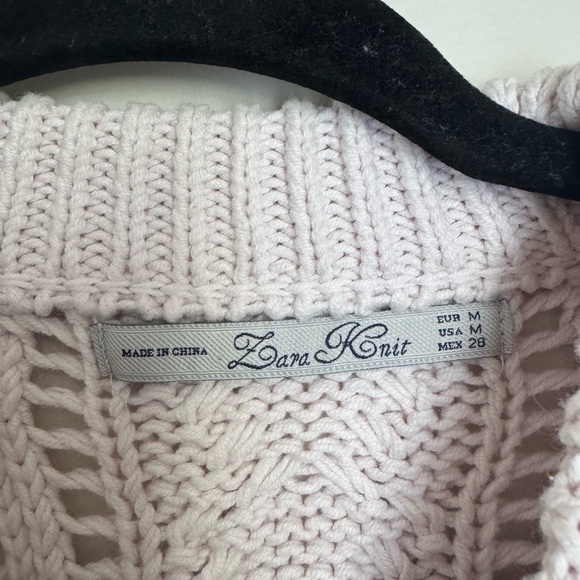 MADE IN CHINA
Zara Knit
EUR M
USA M
MEX 28